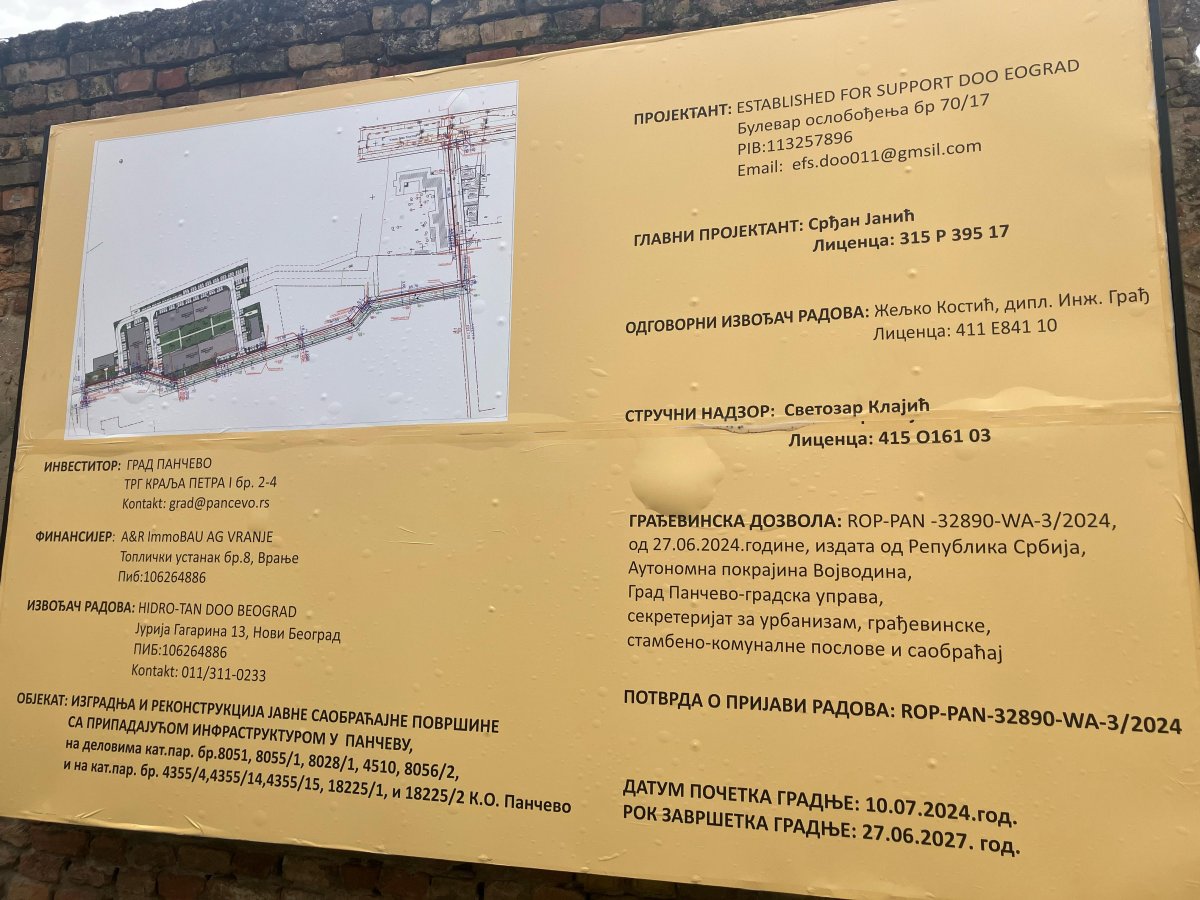 ИНВЕСТИТОР: ГРАД ПАНЧЕВО
ТРГ КРАЉА ПЕТРА I бр. 2-4
Kontakt: grad@pancevo.rs
ФИНАНСИЈЕР: A&R ImmoBAU AG VRANJE
Топлички устанак бр.8, Врање
Пиб:106264886
ИЗВОЂАЧ РАДОВА: HIDRO-TAN DOO BEOGRAD
Јурија Гагарина 13, Нови Београд
ПИБ:106264886
Kontakt: 011/311-0233
ОБЈЕКАТ: ИЗГРАДЊА И РЕКОНСТРУКЦИЈА ЈАВНЕ САОБРАЋАЈНЕ ПОВРШИНЕ
СА ПРИПАДАЈУЋОМ ИНФРАСТРУКТУРОМ У ПАНЧЕВУ,
на деловима кат.пар. бр.8051, 8055/1, 8028/1, 4510, 8056/2,
и на кат.пар. бр. 4355/4,4355/14,4355/15, 18225/1, и 18225/2 К.О. Панчево
ПРОЈЕКТАНТ: ESTABLISHED FOR SUPPORT DOO EOGRAD
Булевар ослобођења бр 70/17
PIB:113257896
Email: efs.doo011@gmsil.com
ГЛАВНИ ПРОЈЕКТАНТ: Срђан Јанић
Лиценца: 315 Р 395 17
ОДГОВОРНИ ИЗВОЂАЧ РАДОВА: Жељко Костић, дипл. Инж. Грађ
Лиценца: 411 Е841 10
СТРУЧНИ НАДЗОР: Светозар Клајић
Лиценца: 415 О161 03
ГРАЂЕВИНСКА ДОЗВОЛА: ROP-PAN -32890-WA-3/2024,
од 27.06.2024.године, издата од Република Србија,
Аутономна покрајина Војводина,
Град Панчево-градска управа,
секретеријат за урбанизам, грађевинске,
стамбено-комуналне послове и саобраћај
ПОТВРДА О ПРИЈАВИ РАДОВА: ROP-PAN-32890-WA-3/2024
ДАТУМ ПОЧЕТКА ГРАДЊЕ: 10.07.2024.год.
РОК ЗАВРШЕТКА ГРАДЊЕ: 27.06.2027. год.